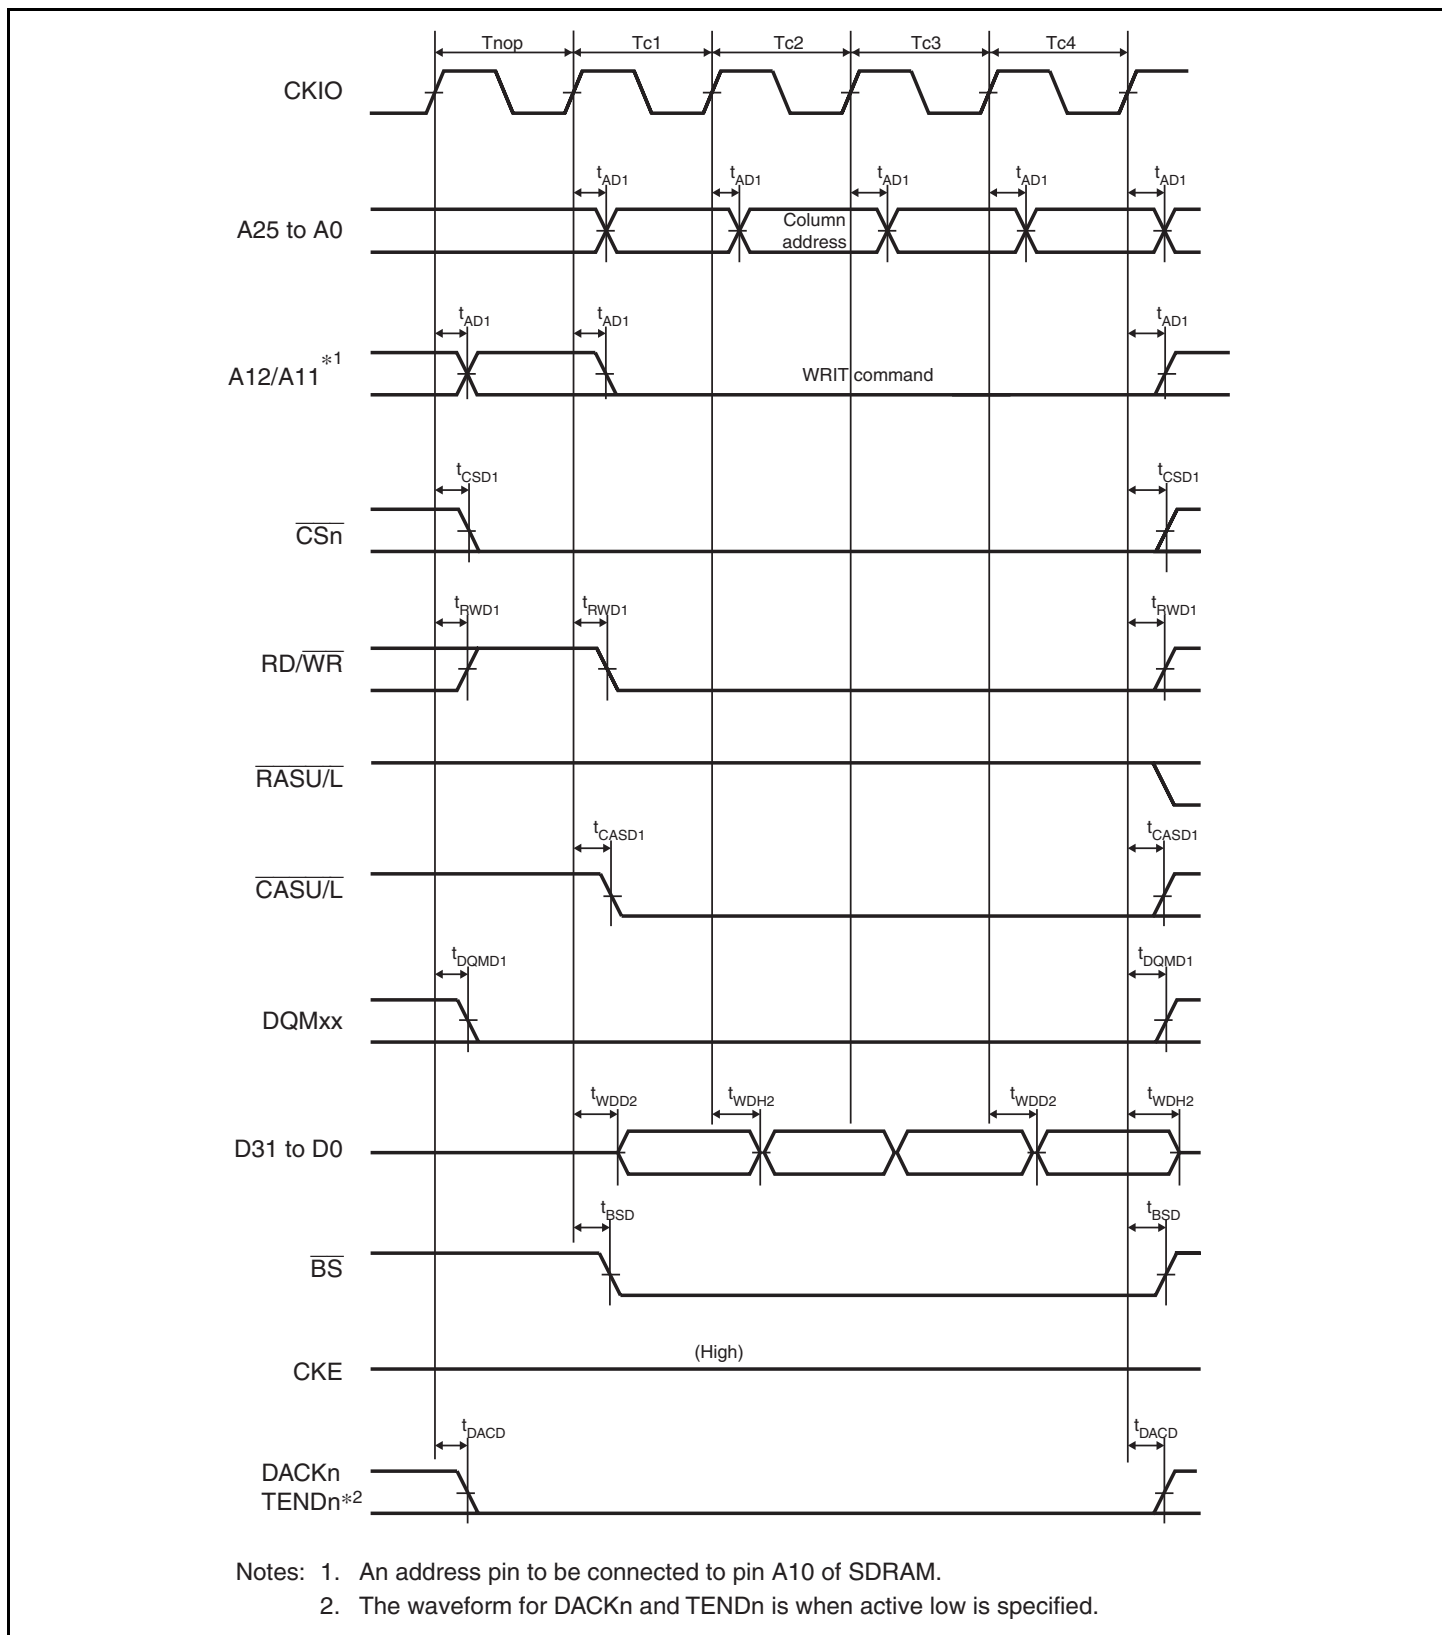 Tnop Tc1 Tc2 Tc3 Tc4
CKIO
tAD1 tAD1 tAD1 tAD1 tAD1
A25 to A0
Column
address
tAD1 tAD1 tAD1
A12/A11*1
WRIT command
tCSD1 tCSD1
CSn
tRWD1 tRWD1 tRWD1
RD/WR
RASU/L
tCASD1 tCASD1
CASU/L
tDQMD1 tDQMD1
DQMxx
tWDD2 tWDH2 tWDD2 tWDH2
D31 to D0
tBSD tBSD
BS
(High)
CKE
tDACD tDACD
DACKn
TENDn*2
Notes: 1. An address pin to be connected to pin A10 of SDRAM.
2. The waveform for DACKn and TENDn is when active low is specified.